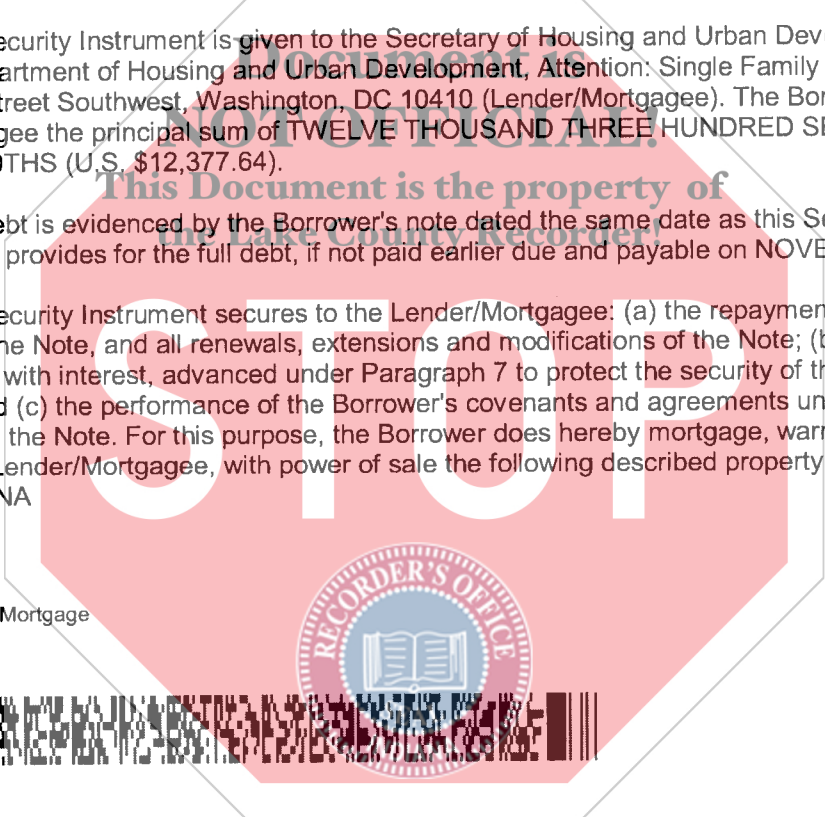 ecurity Instrument is given to the Secretary of Housing and Urban Dev
Document is
artment of Housing and Urban Development, Attention: Single Family
treet Southwest, Washington, DC 10410 (Lender/Mortgagee). The Bor
NOT OFFICIAL!
gee the principal sum of TWELVE THOUSAND THREE HUNDRED SE
THS (U.S. $12,377.64).
This Document is the property of
ebt is evidenced by the Borrower's note dated the same date as this Se
the Lake County Recorder!
provides for the full debt, if not paid earlier due and payable on NOVE
ecurity Instrument secures to the Lender/Mortgagee: (a) the repaymen
he Note, and all renewals, extensions and modifications of the Note; (b
with interest, advanced under Paragraph 7 to protect the security of th
d (c) the performance of the Borrower's covenants and agreements un
the Note. For this purpose, the Borrower does hereby mortgage, warr
Lender/Mortgagee, with power of sale the following described property
NA
STOP
RECORDER'S OFFICE
Mortgage
SEAL
INDIANA